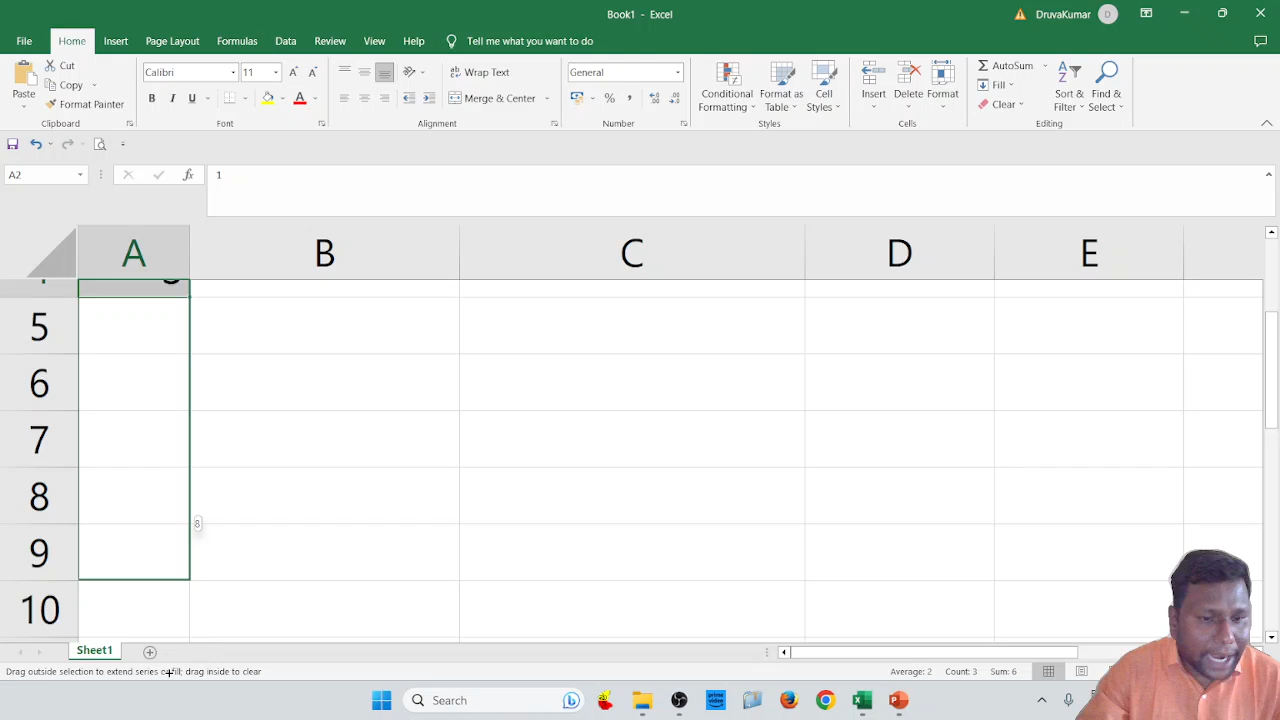 Book1 - Excel
DruvaKumar D
File Home Insert Page Layout Formulas Data Review View Help Tell me what you want to do
Paste Cut Copy Format Painter Clipboard
Calibri 11 B I U A Font
Wrap Text Merge & Center Alignment
General % , Number
Conditional Formatting Format as Table Cell Styles Styles
Insert Delete Format Cells
AutoSum Fill Clear Sort & Filter Find & Select Editing
A2 fx 1
A B C D E
5
6
7
8
8
9
10
Sheet1
Drag outside selection to extend series or fill; drag inside to clear Average: 2 Count: 3 Sum: 6
Search